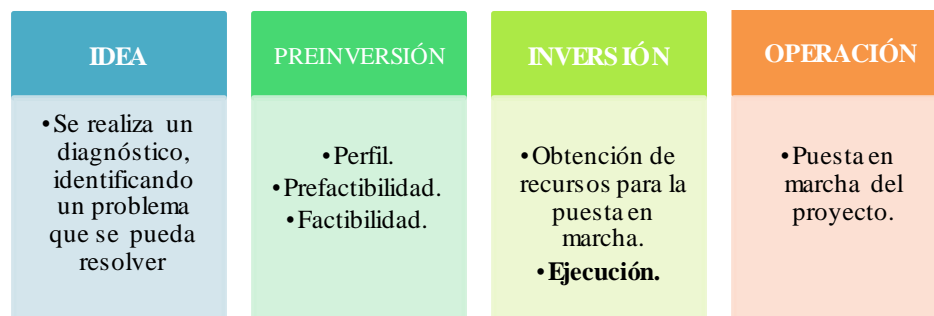 IDEA
•Se realiza un
diagnóstico,
identificando
un problema
que se pueda
resolver
PREINVERSIÓN
•Perfil.
•Prefactibilidad.
•Factibilidad.
INVERSIÓN
•Obtención de
recursos para la
puesta en
marcha.
•Ejecución.
OPERACIÓN
•Puesta en
marcha del
proyecto.